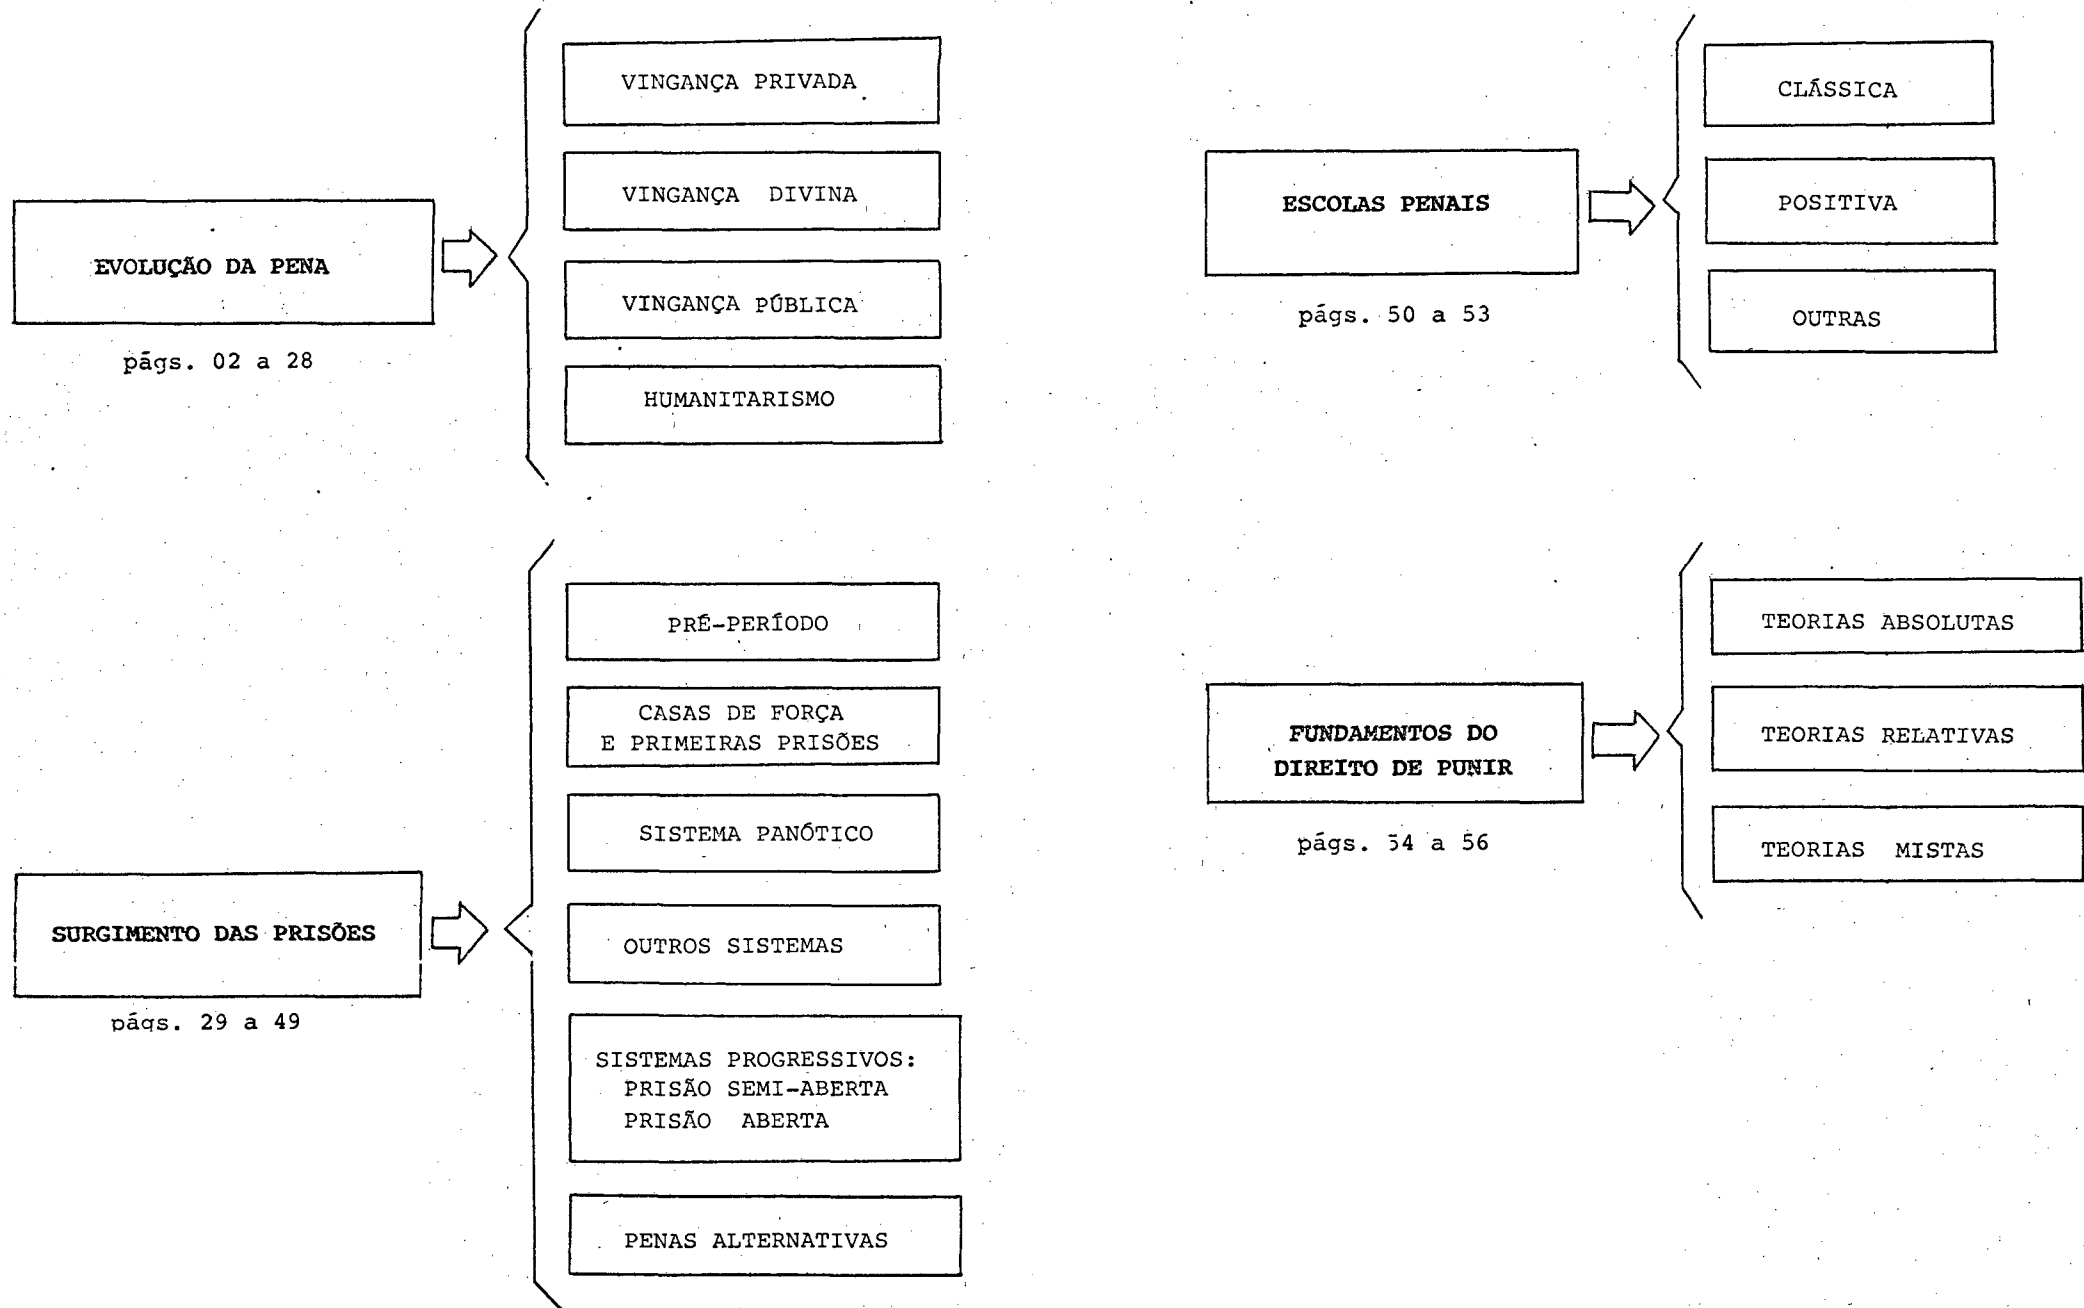 EVOLUÇÃO DA PENA
págs. 02 a 28
VINGANÇA PRIVADA
VINGANÇA DIVINA
VINGANÇA PÚBLICA
HUMANITARISMO
SURGIMENTO DAS PRISÕES
págs. 29 a 49
PRÉ-PERÍODO
CASAS DE FORÇA
E PRIMEIRAS PRISÕES
SISTEMA PANÓTICO
OUTROS SISTEMAS
SISTEMAS PROGRESSIVOS:
PRISÃO SEMI-ABERTA
PRISÃO ABERTA
PENAS ALTERNATIVAS
ESCOLAS PENAIS
págs. 50 a 53
CLÁSSICA
POSITIVA
OUTRAS
FUNDAMENTOS DO
DIREITO DE PUNIR
págs. 54 a 56
TEORIAS ABSOLUTAS
TEORIAS RELATIVAS
TEORIAS MISTAS